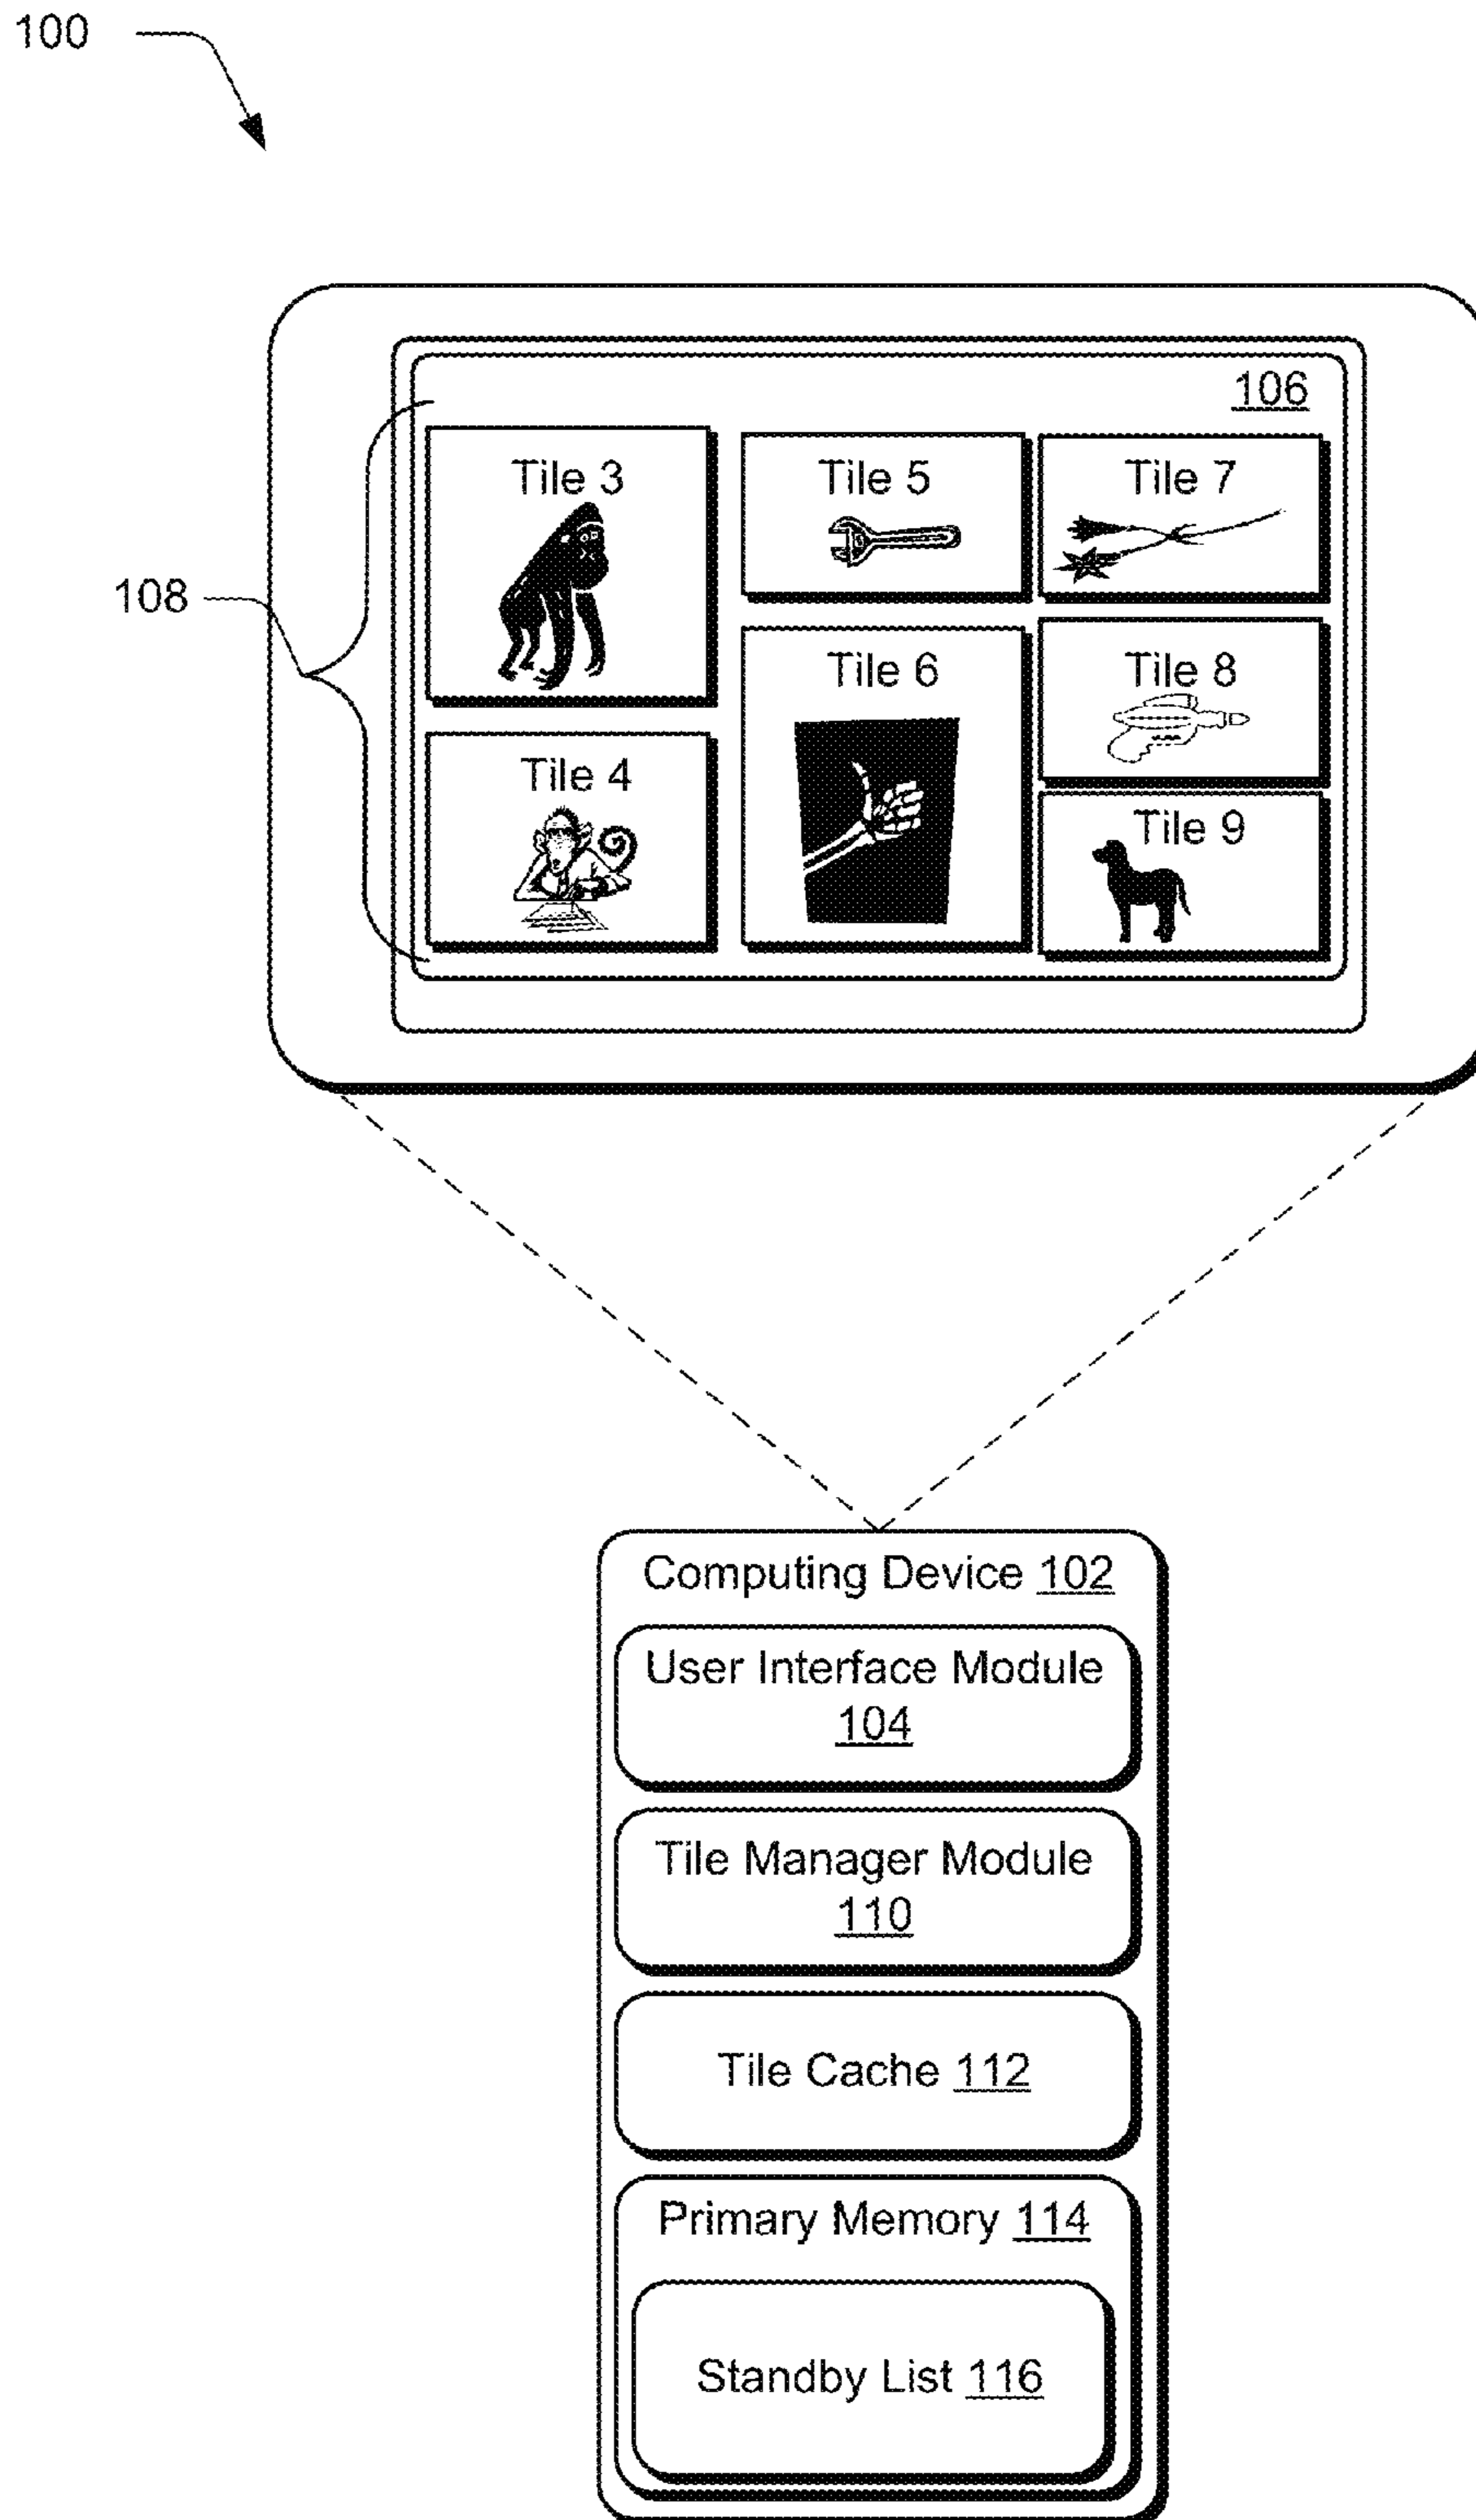 100
106
Tile 3
Tile 5
Tile 7
108
Tile 6
Tile 8
Tile 4
Tile 9
Computing Device 102
User Interface Module
104
Tile Manager Module
110
Tile Cache 112
Primary Memory 114
Standby List 116